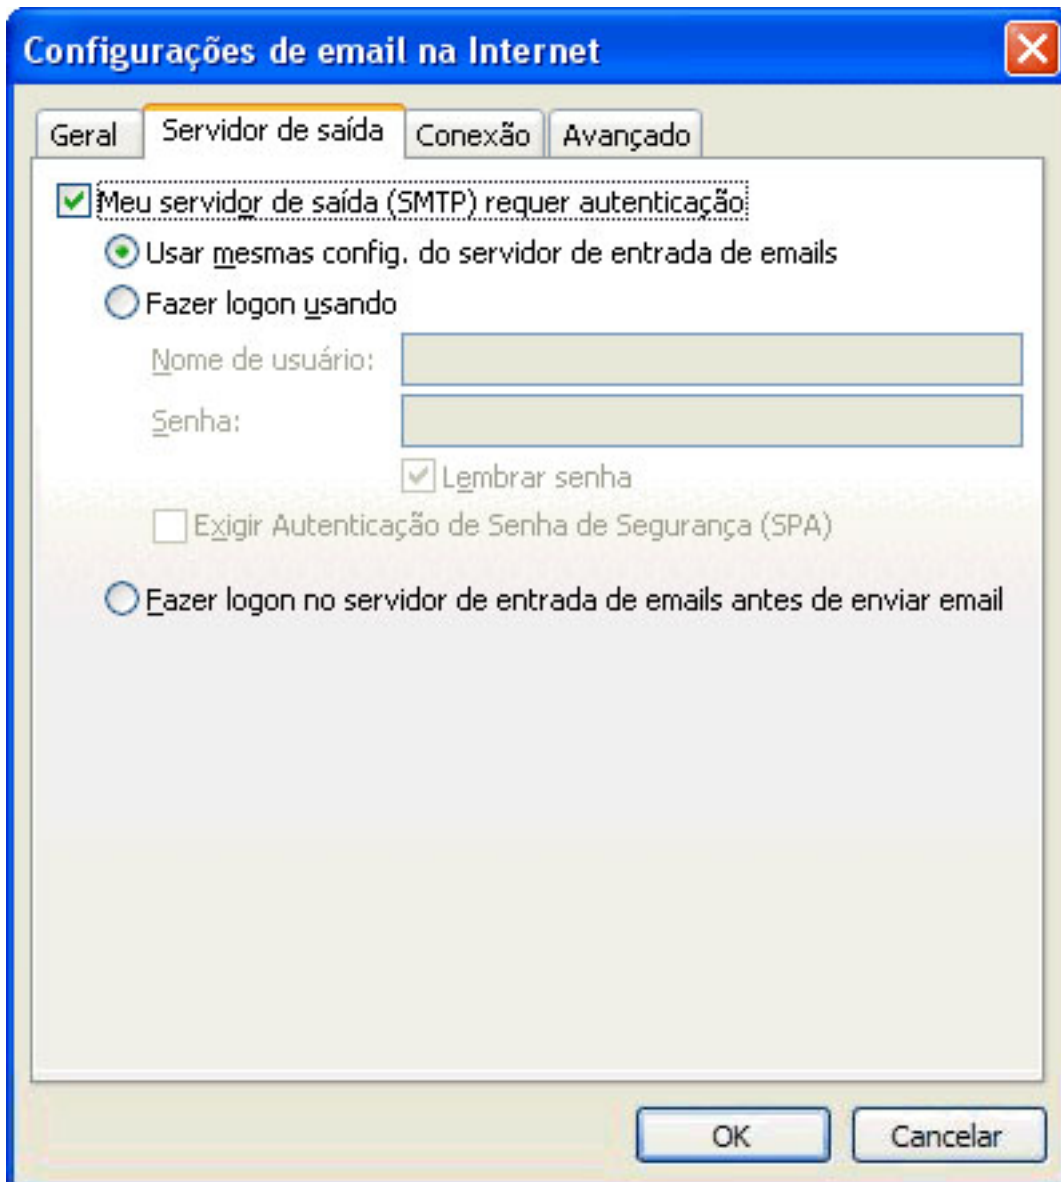 Configurações de email na Internet
Geral
Servidor de saída
Conexão
Avançado
Meu servidor de saída (SMTP) requer autenticação
Usar mesmas config. do servidor de entrada de emails
Fazer logon usando
Nome de usuário:
Senha:
Lembrar senha
Exigir Autenticação de Senha de Segurança (SPA)
Fazer logon no servidor de entrada de emails antes de enviar email
OK
Cancelar